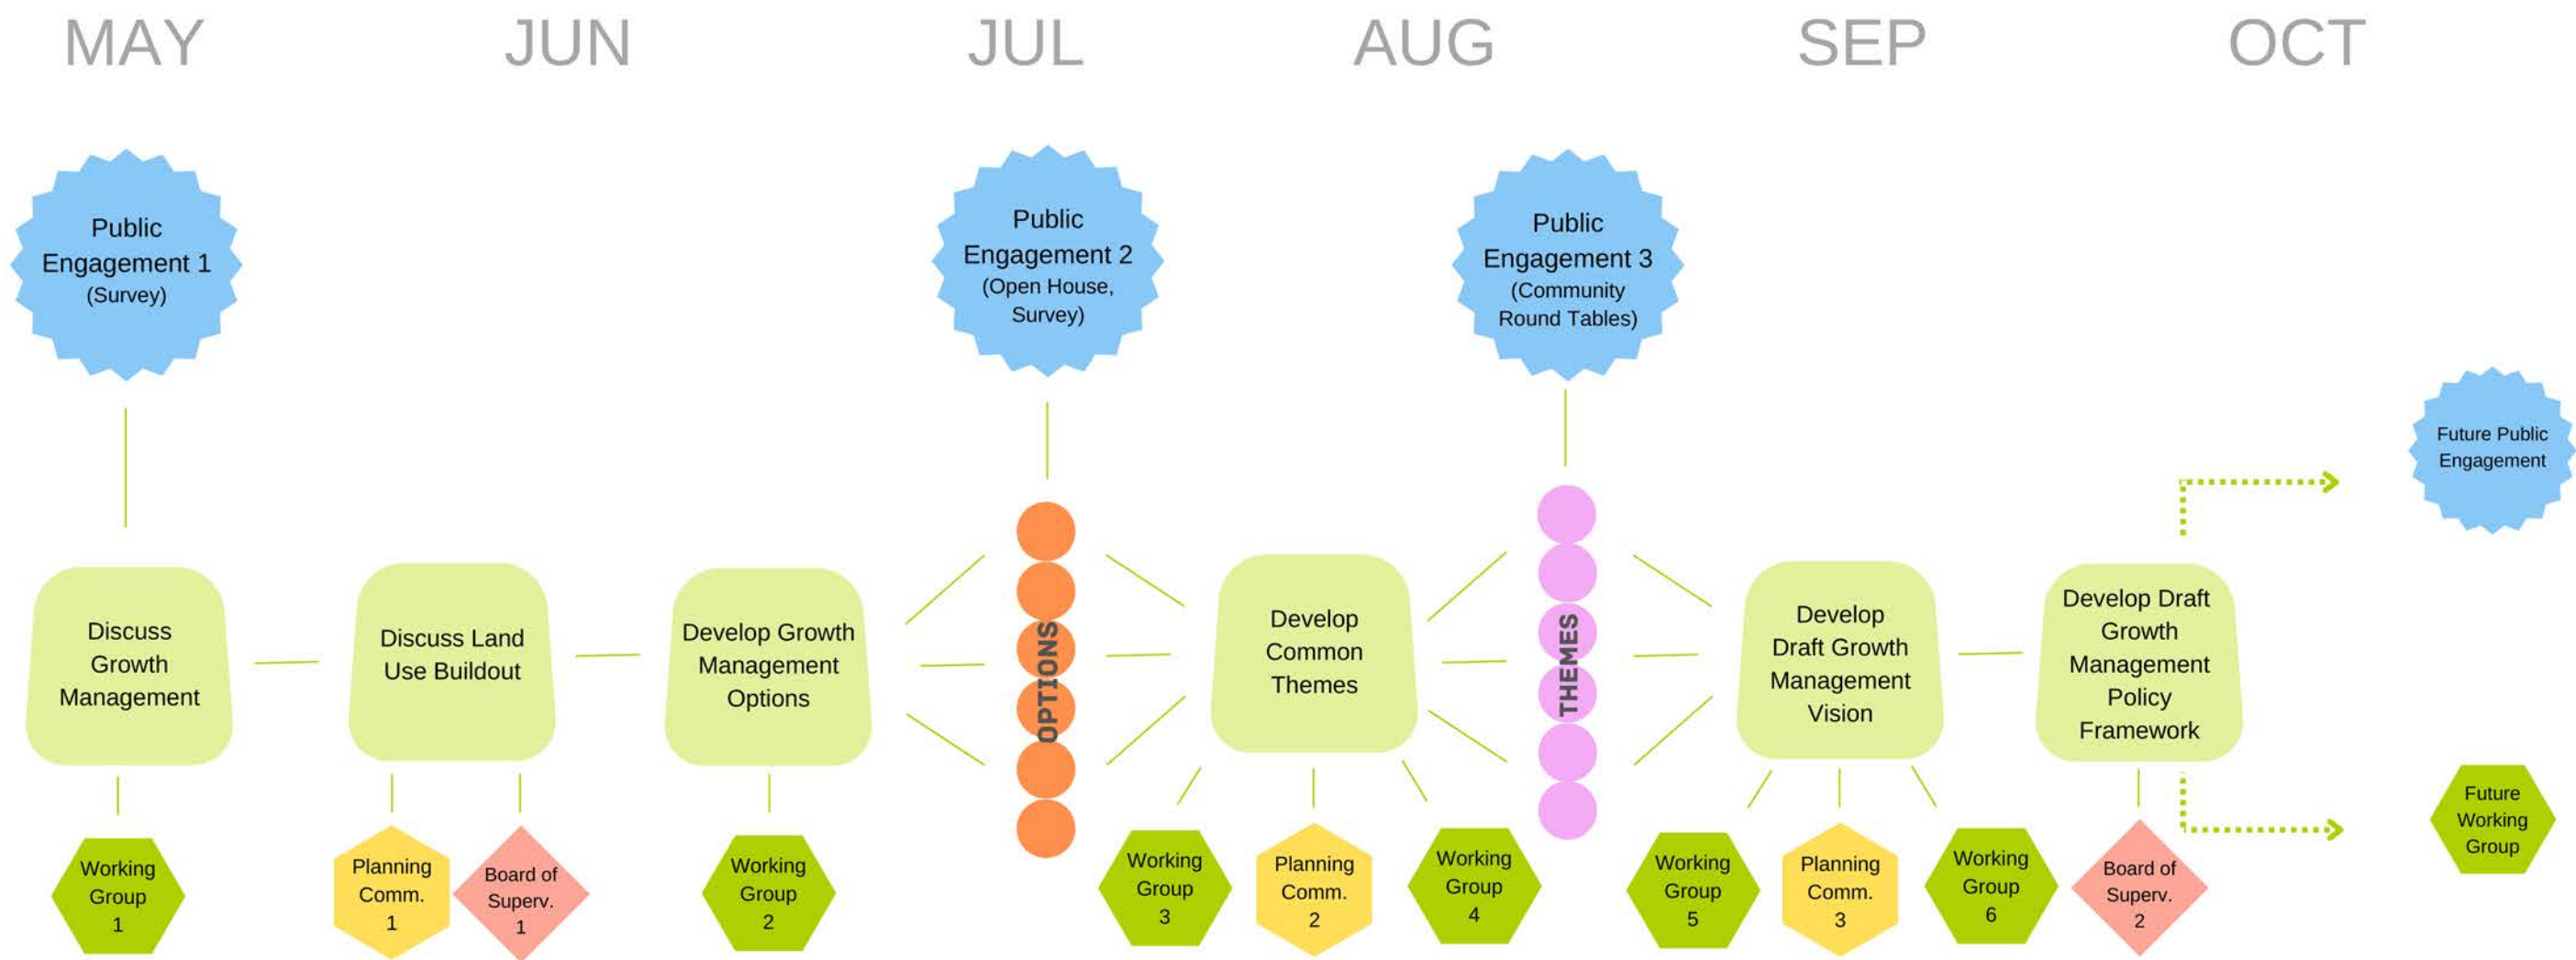 MAY JUN JUL AUG SEP OCT
Public
Engagement 1
(Survey)
Public
Engagement 2
(Open House,
Survey)
Public
Engagement 3
(Community
Round Tables)
Future Public
Engagement
Discuss
Growth
Management
Discuss Land
Use Buildout
Develop Growth
Management
Options
OPTIONS
Develop
Common
Themes
THEMES
Develop
Draft Growth
Management
Vision
Develop Draft
Growth
Management
Policy
Framework
Working
Group
1
Planning
Comm.
1
Board of
Superv.
1
Working
Group
2
Working
Group
3
Planning
Comm.
2
Working
Group
4
Working
Group
5
Planning
Comm.
3
Working
Group
6
Board of
Superv.
2
Future
Working
Group